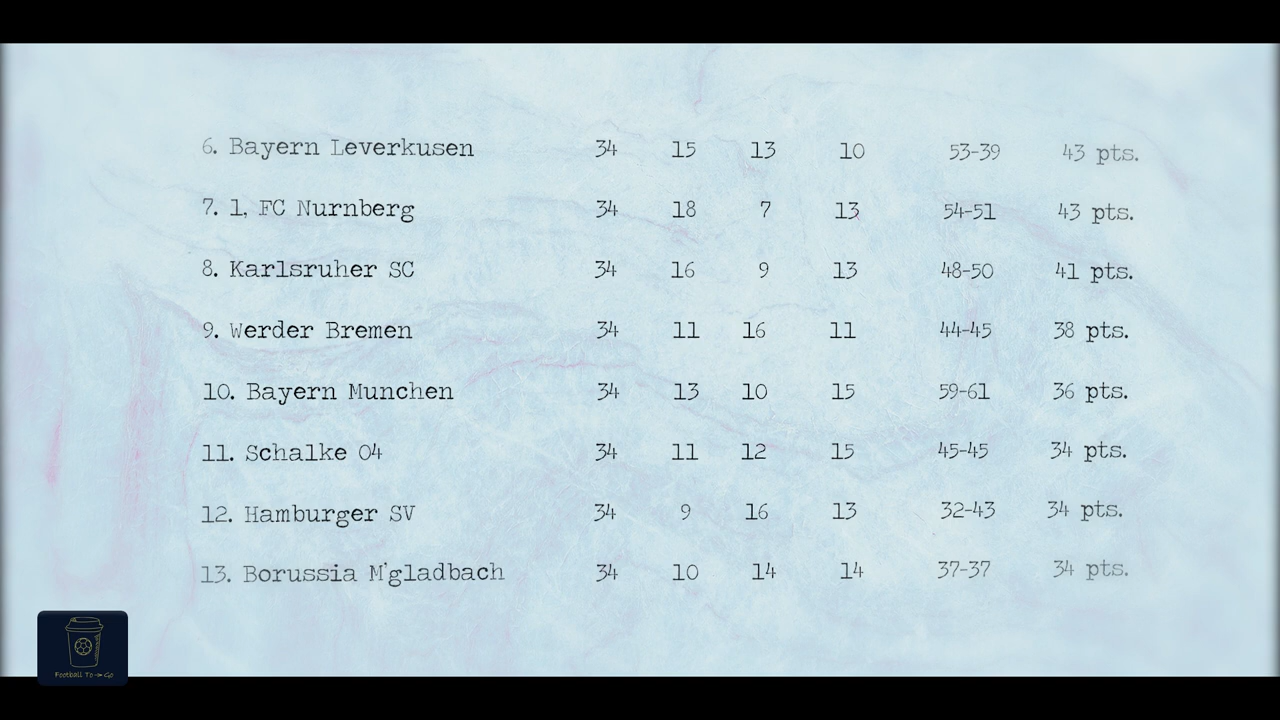 6. Bayern Leverkusen 34 15 13 10 53-39 43 pts.
7. 1, FC Nurnberg 34 18 7 13 54-51 43 pts.
8. Karlsruher SC 34 16 9 13 48-50 41 pts.
9. Werder Bremen 34 11 16 11 44-45 38 pts.
10. Bayern Munchen 34 13 10 15 59-61 36 pts.
11. Schalke 04 34 11 12 15 45-45 34 pts.
12. Hamburger SV 34 9 16 13 32-43 34 pts.
13. Borussia M'gladbach 34 10 14 14 37-37 34 pts.
Football To → Go